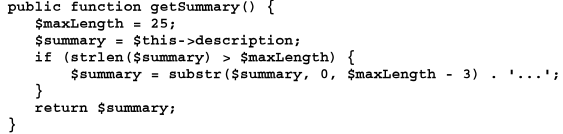 public function getSummary() {
   $maxLength = 25;
   $summary = $this->description;
   if (strlen($summary) > $maxLength) {
      $summary = substr($summary, 0, $maxLength - 3) . '...';
   }
   return $summary;
}